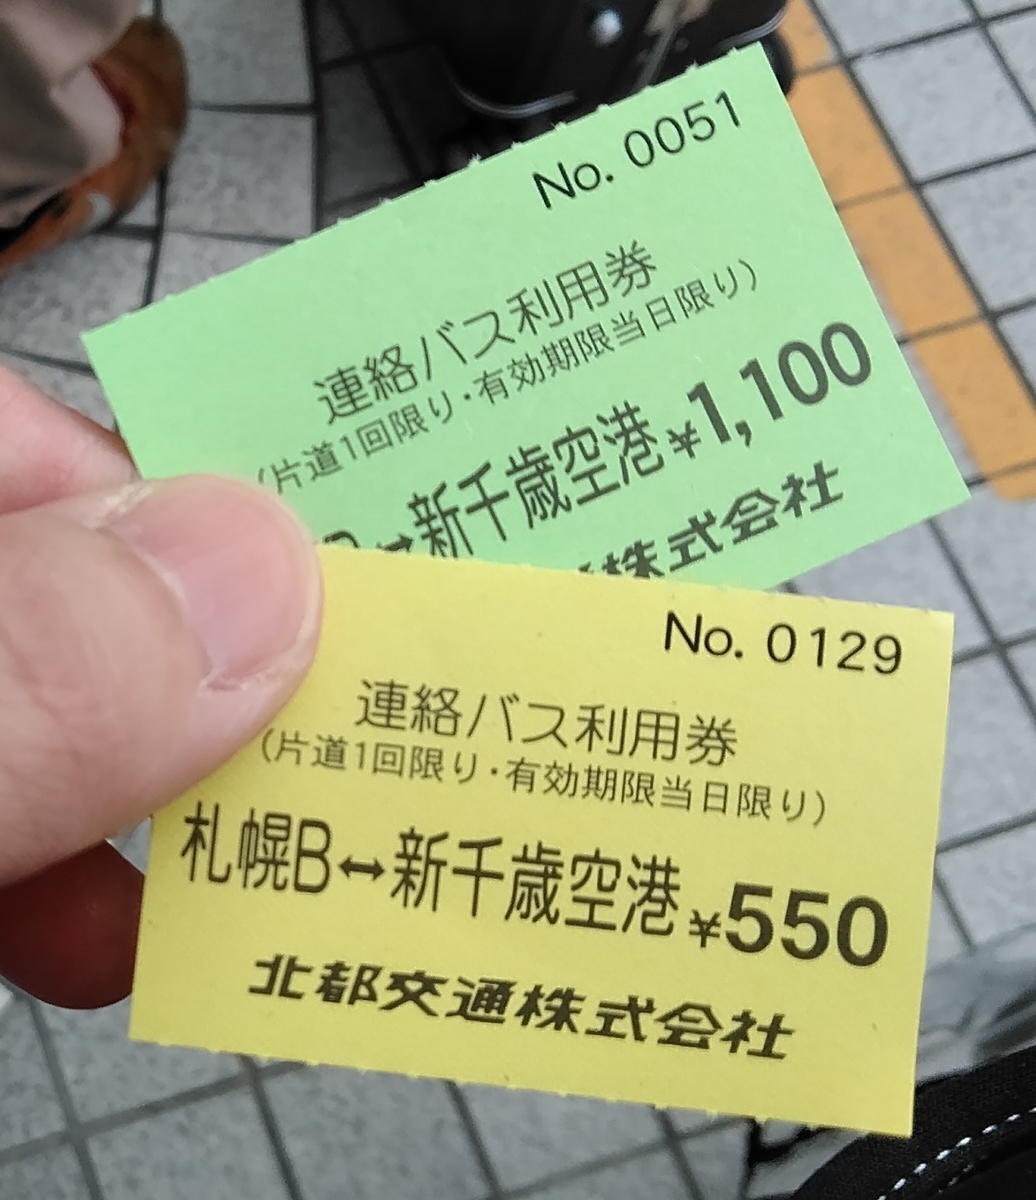 No. 0051
連絡バス利用券
(片道1回限り・有効期限当日限り)
B↔新千歳空港 ¥1,100
株式会社
No. 0129
連絡バス利用券
(片道1回限り・有効期限当日限り)
札幌B↔新千歳空港 ¥550
北都交通株式会社